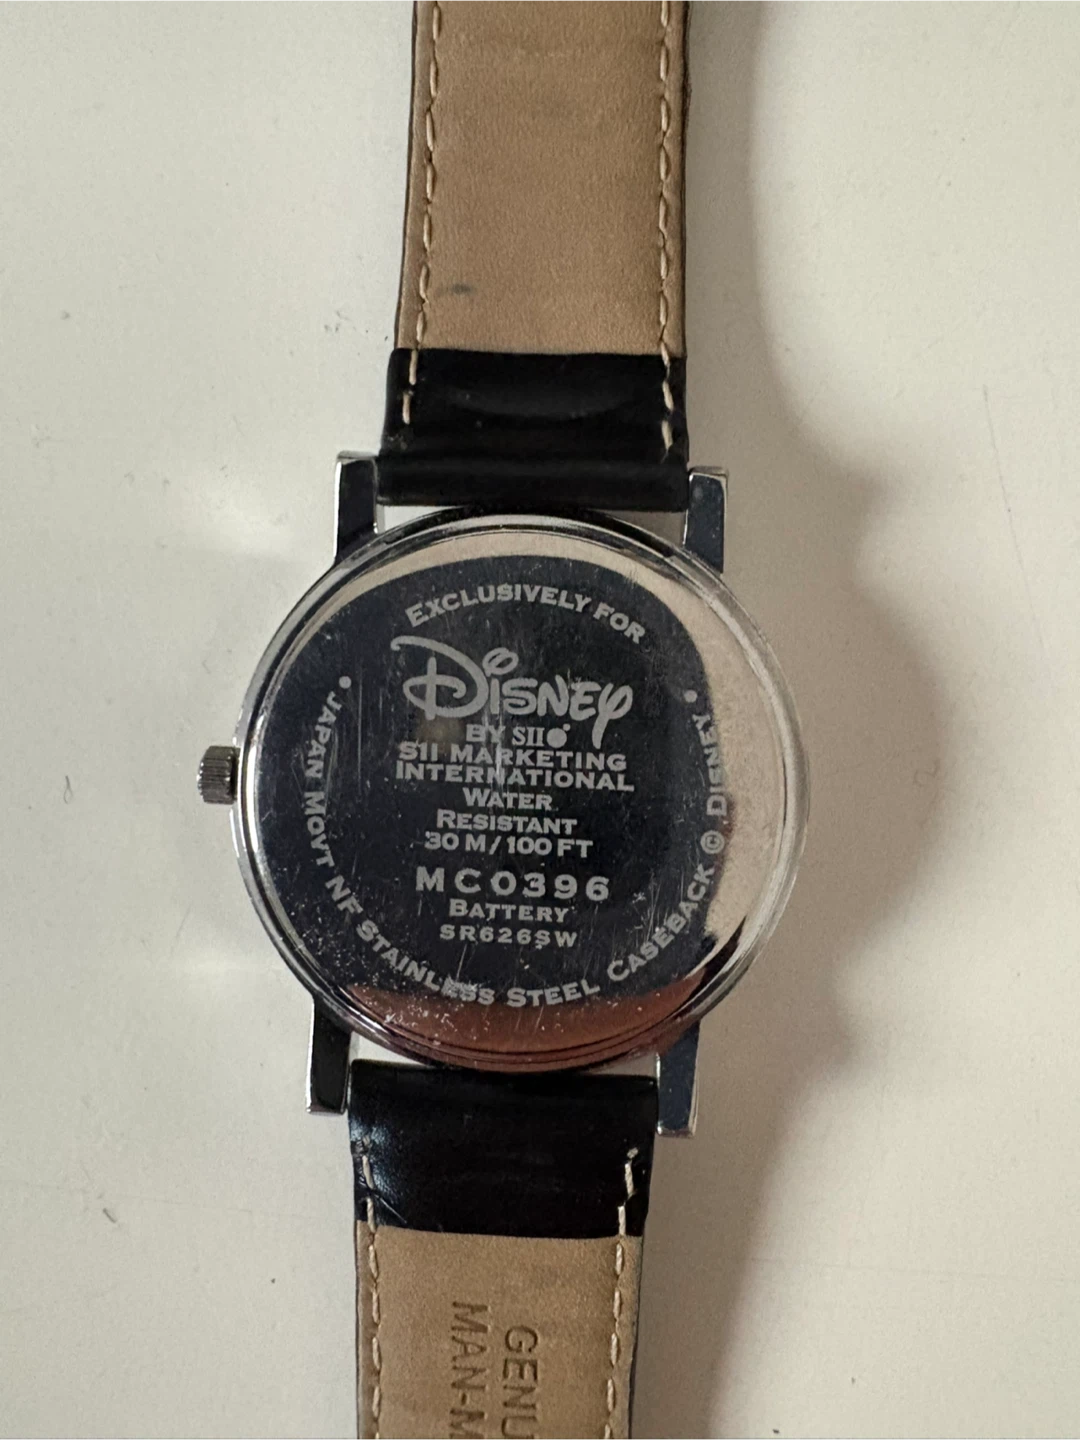 EXCLUSIVELY FOR
Disney
BY SII
SII MARKETING
INTERNATIONAL
WATER
RESISTANT
30 M/100 FT
MC0396
BATTERY
SR626SW
• JAPAN MOVT NF STAINLESS STEEL CASEBACK © DISNEY •
GENU
MAN-M